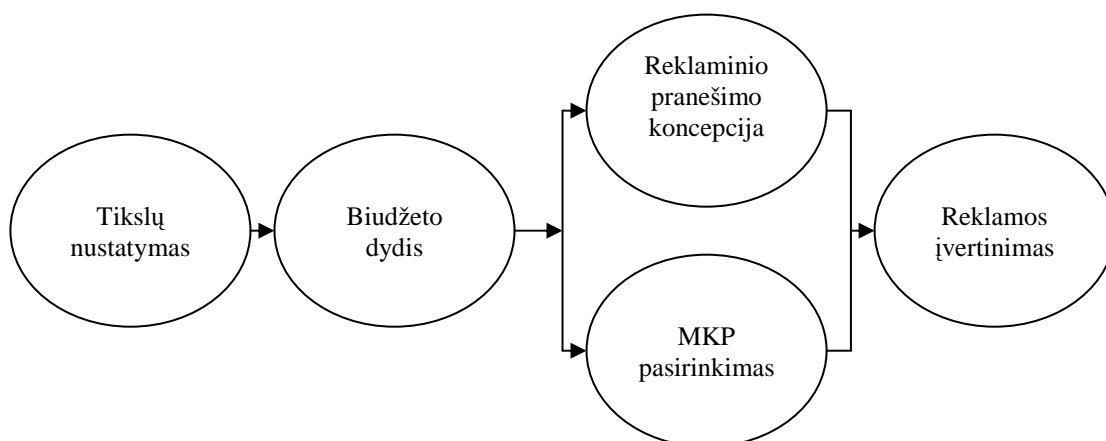 Tikslų
nustatymas
Biudžeto
dydis
Reklaminio
pranešimo
koncepcija
MKP
pasirinkimas
Reklamos
įvertinimas